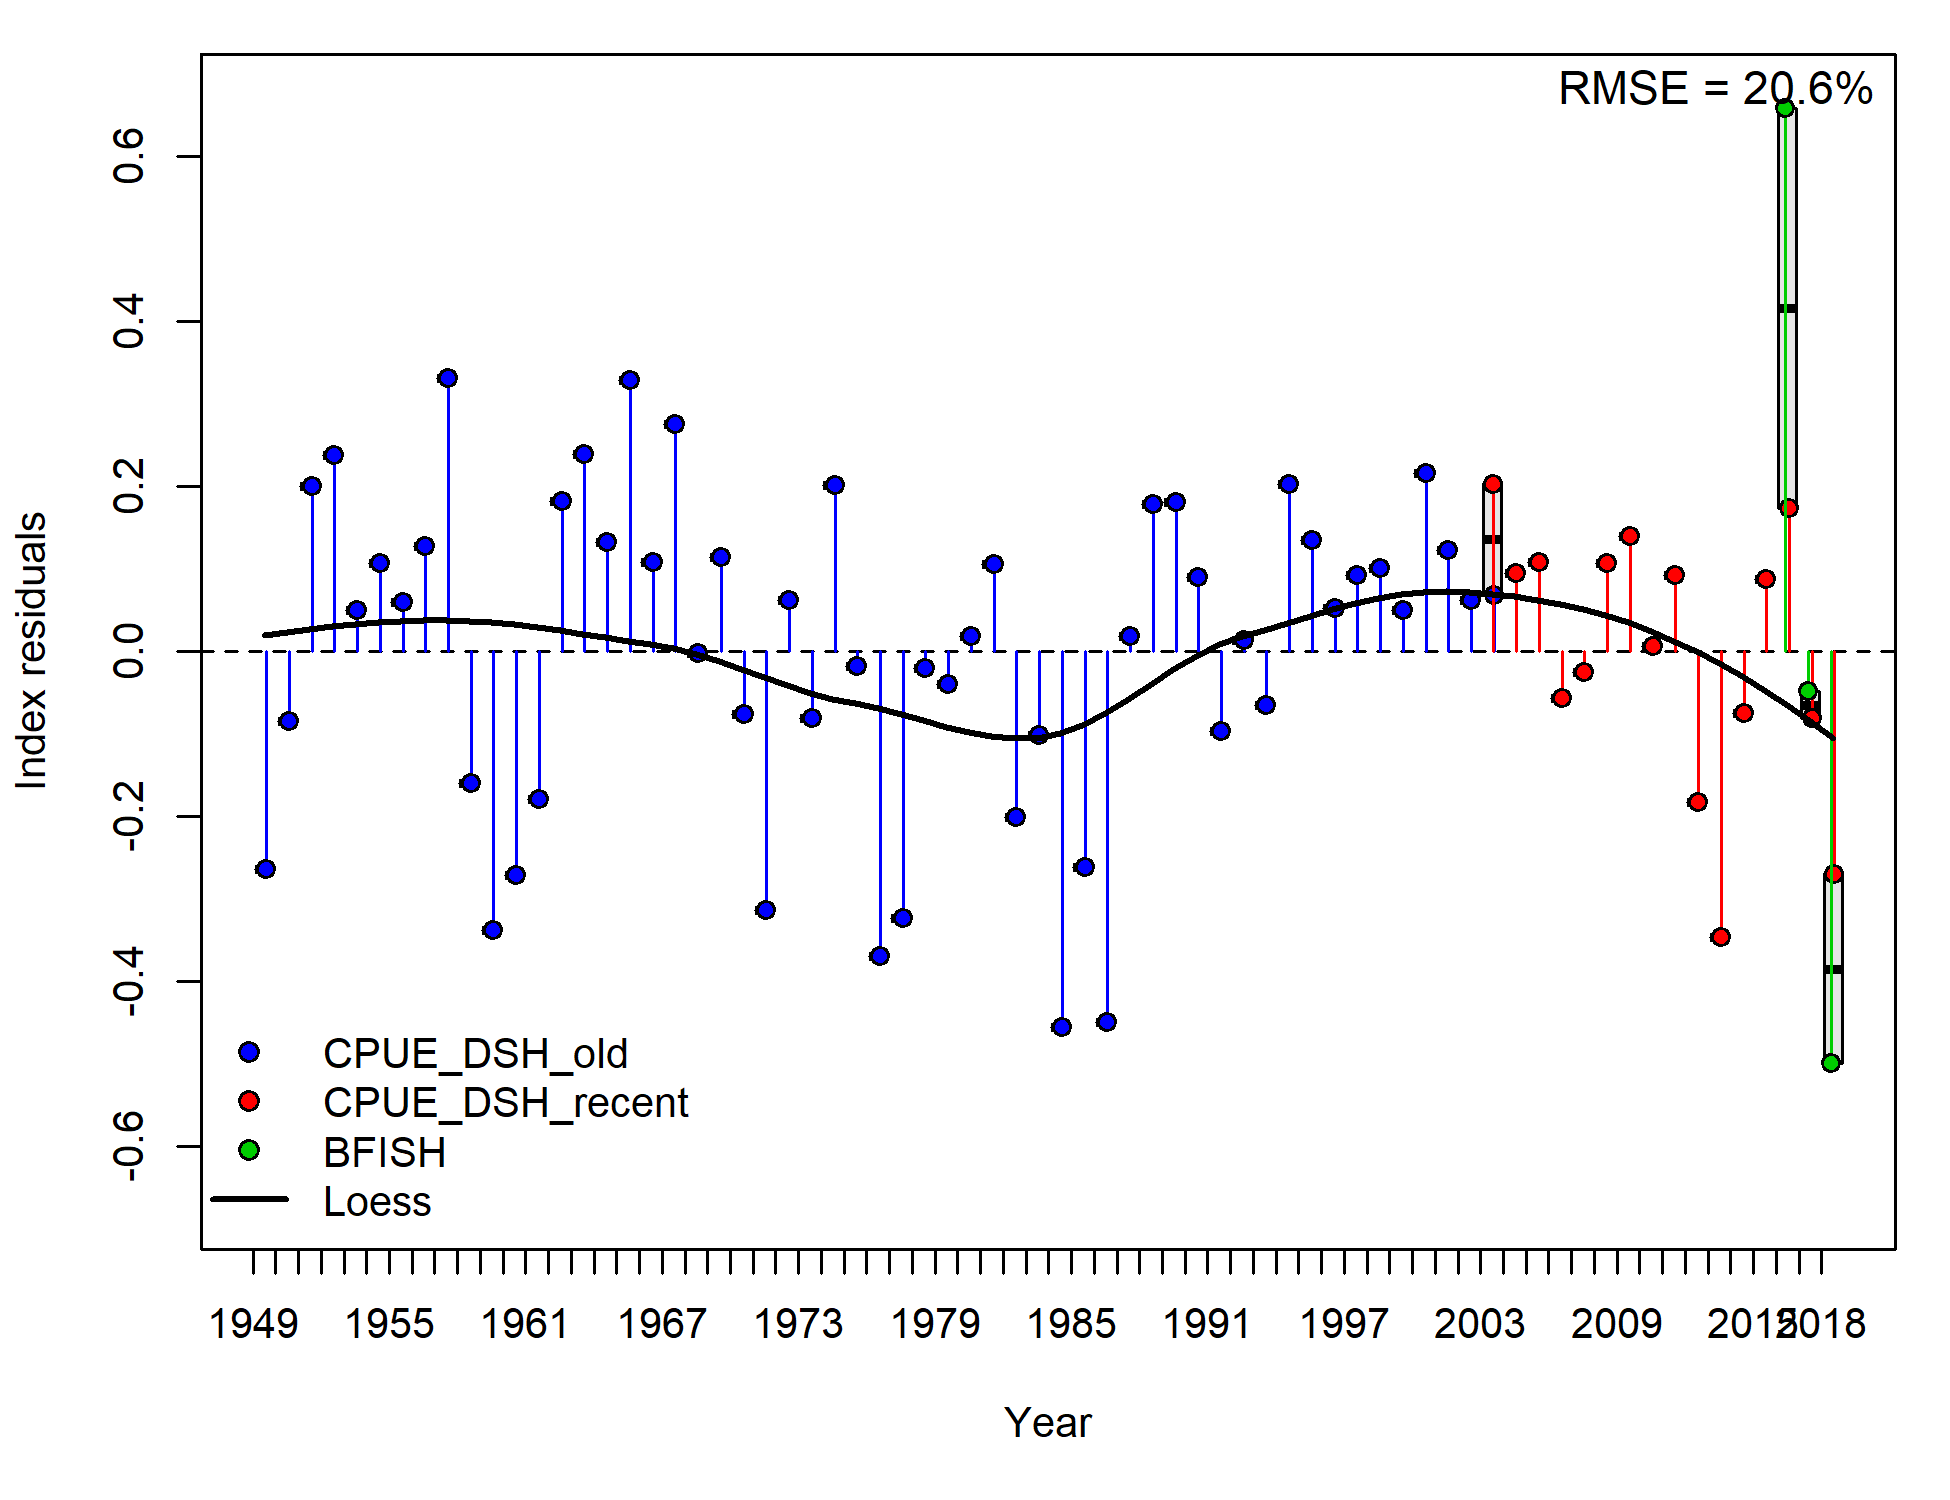 RMSE = 20.6%
Index residuals
0.6
0.4
0.2
0.0
-0.2
-0.4
-0.6
CPUE_DSH_old
CPUE_DSH_recent
BFISH
Loess
1949 1955 1961 1967 1973 1979 1985 1991 1997 2003 2009 2015 2018
Year